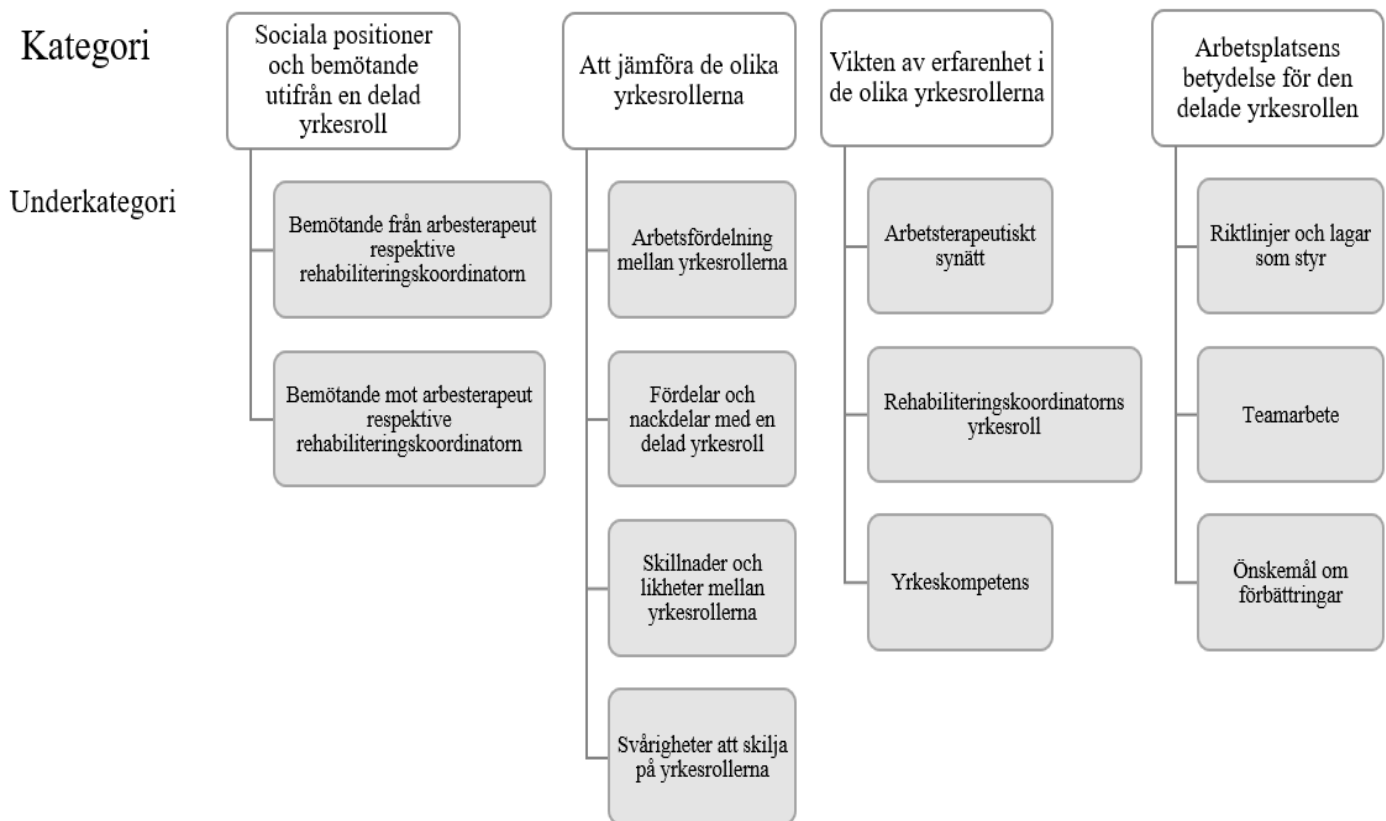 Kategori
Sociala positioner
och bemötande
utifrån en delad
yrkesroll
Att jämföra de olika
yrkesrollerna
Vikten av erfarenhet i
de olika yrkesrollerna
Arbetsplatsens
betydelse för den
delade yrkesrollen
Underkategori
Bemötande från arbesterapeut
respektive
rehabiliteringskoordinatorn
Bemötande mot arbesterapeut
respektive
rehabiliteringskoordinatorn
Arbetsfördelning
mellan yrkesrollerna
Fördelar och
nackdelar med en
delad yrkesroll
Skillnader och
likheter mellan
yrkesrollerna
Svårigheter att skilja
på yrkesrollerna
Arbetsterapeutiskt
synätt
Rehabiliteringskoordinatorns
yrkesroll
Yrkeskompetens
Riktlinjer och lagar
som styr
Teamarbete
Önskemål om
förbättringar